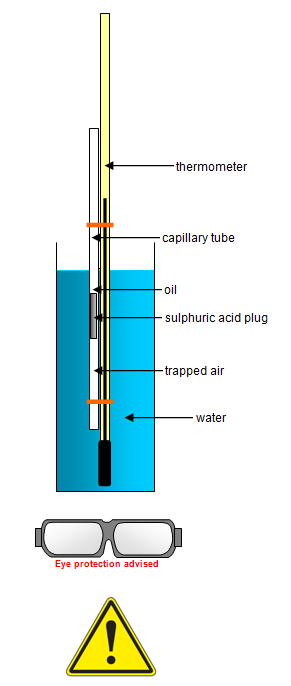 thermometer
capillary tube
oil
sulphuric acid plug
trapped air
water
Eye protection advised